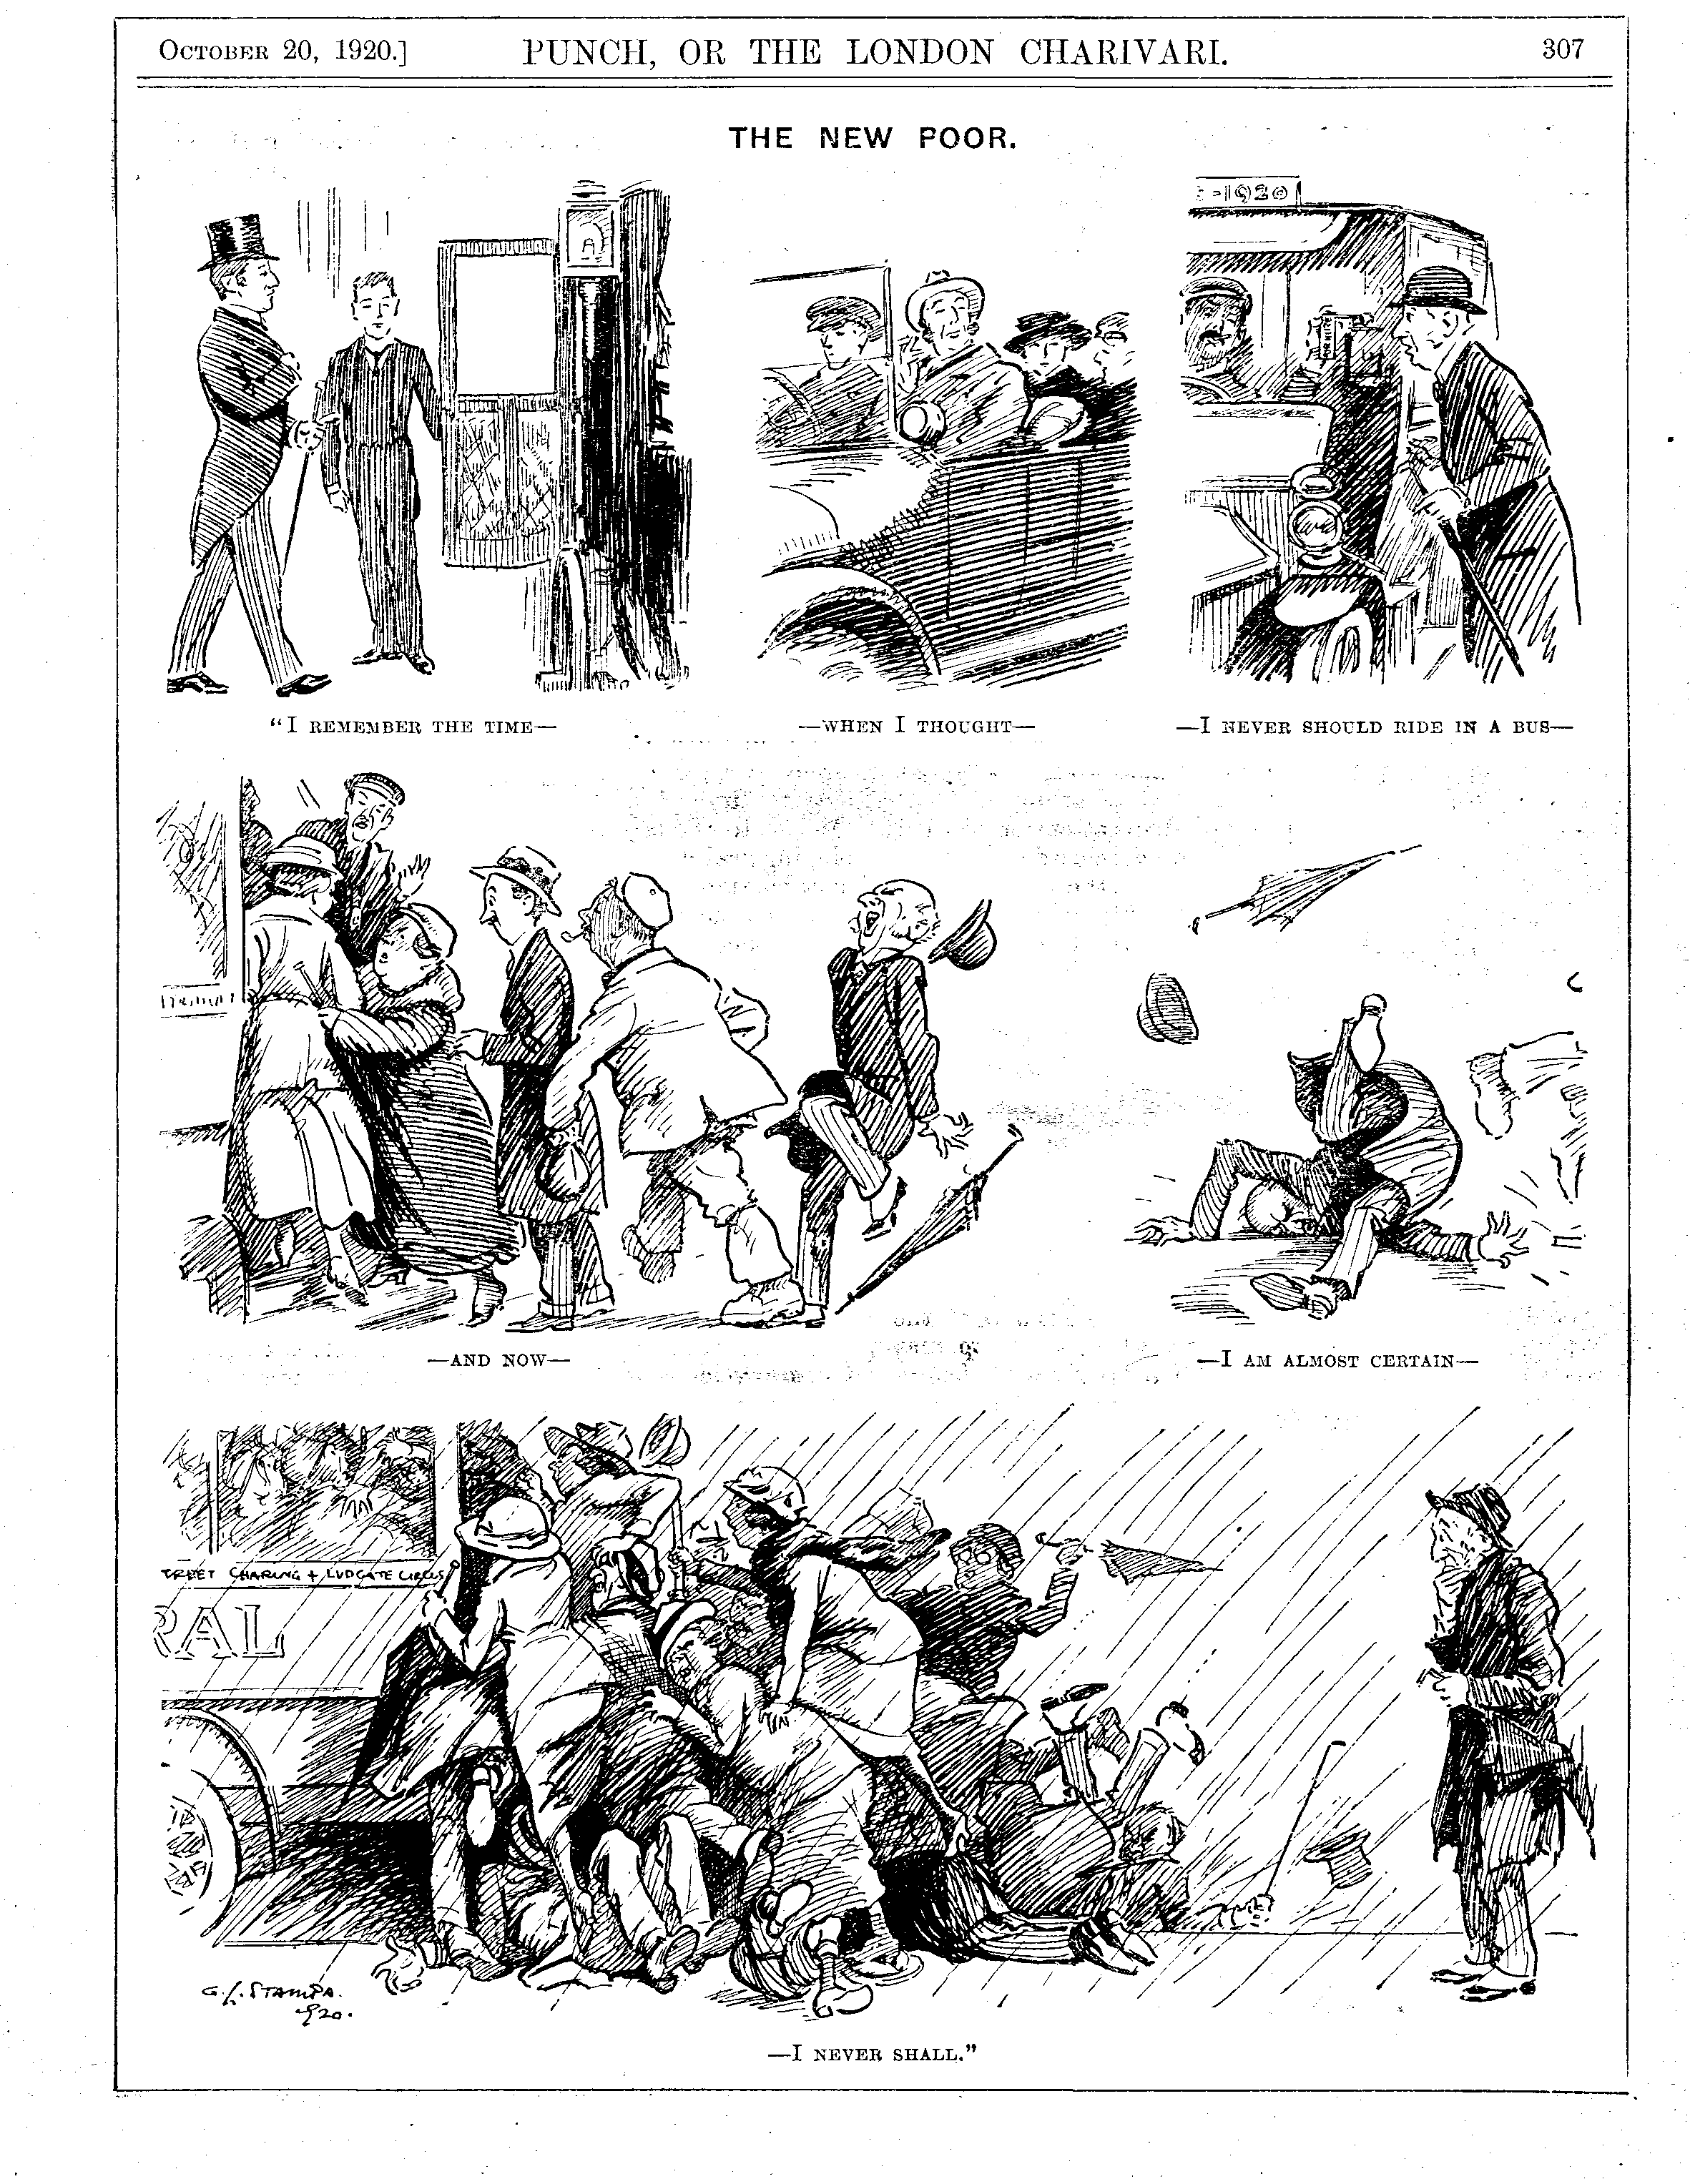 OCTOBER 20, 1920.]
PUNCH, OR THE LONDON CHARIVARI.
307
THE NEW POOR.
-1920
"I REMEMBER THE TIME—
—WHEN I THOUGHT—
—I NEVER SHOULD RIDE IN A BUS—
—AND NOW—
—I AM ALMOST CERTAIN—
TREET CHARING + LUDGATE CIRCUS
RAL
G.L. STAMPA.
1920.
—I NEVER SHALL."